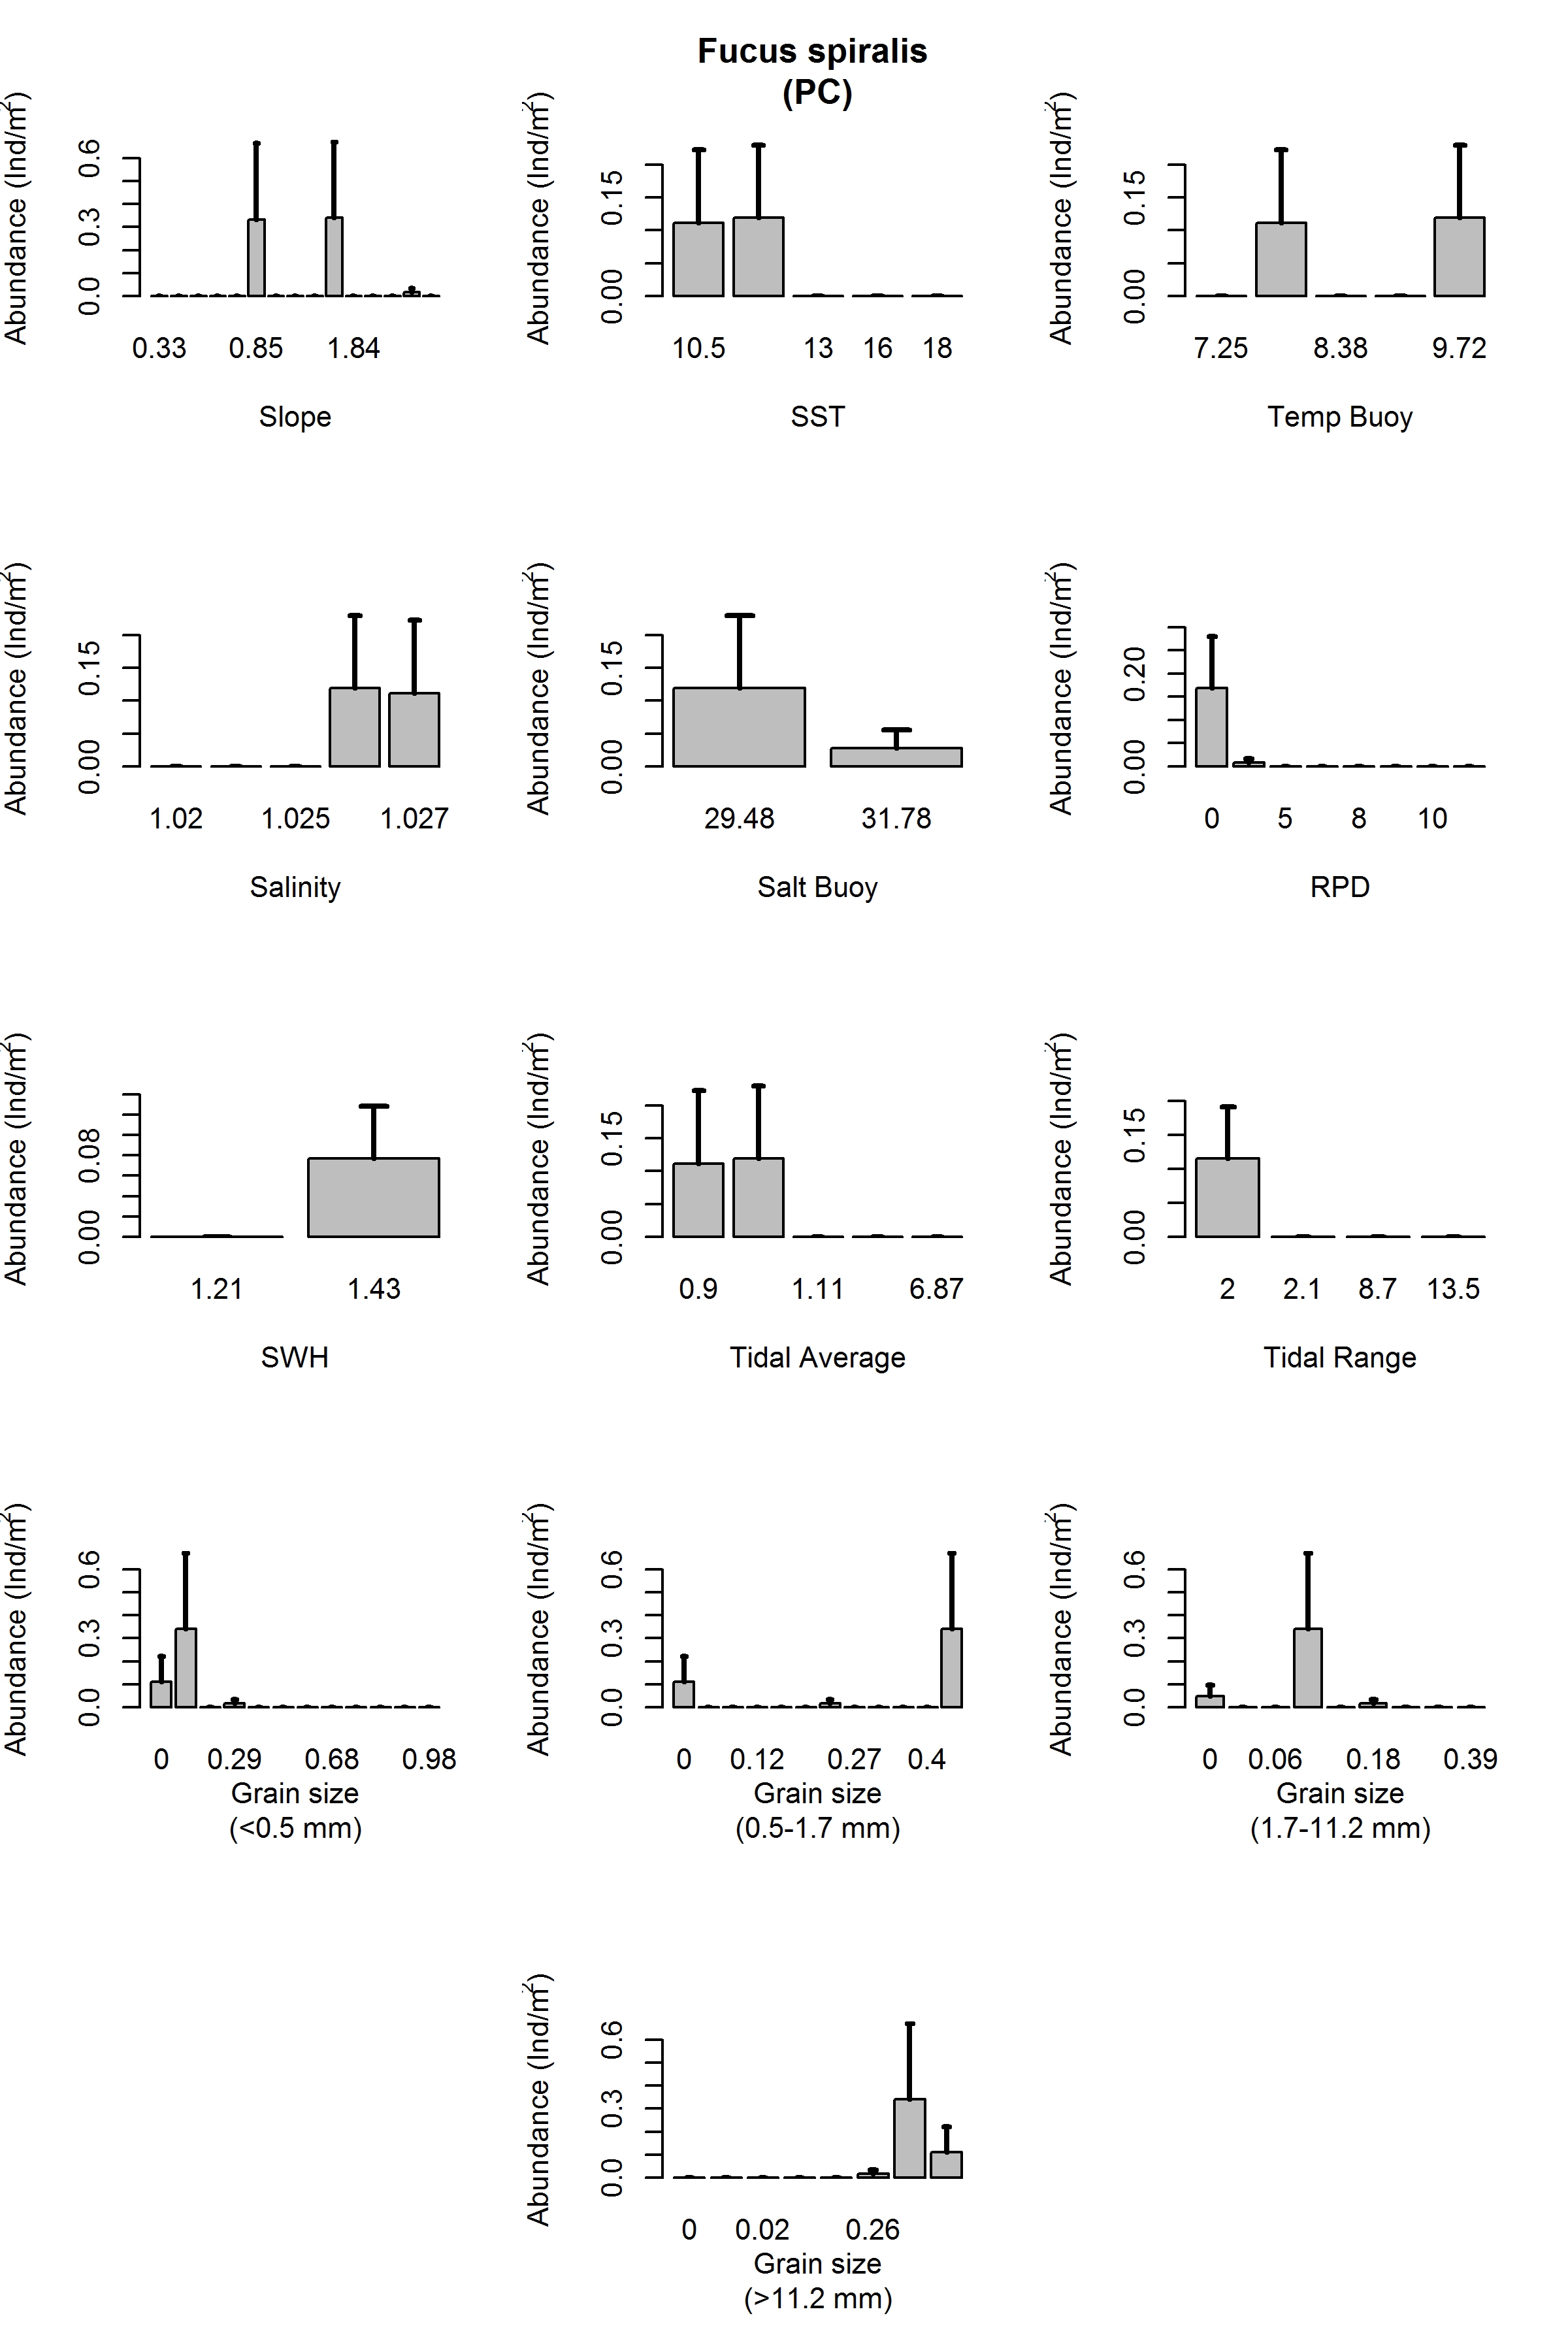 Fucus spiralis
(PC)
Abundance (Ind/m²)
0.0 0.3 0.6
0.33 0.85 1.84
Slope
Abundance (Ind/m²)
0.00 0.15
10.5 13 16 18
SST
Abundance (Ind/m²)
0.00 0.15
7.25 8.38 9.72
Temp Buoy
Abundance (Ind/m²)
0.00 0.15
1.02 1.025 1.027
Salinity
Abundance (Ind/m²)
0.00 0.15
29.48 31.78
Salt Buoy
Abundance (Ind/m²)
0.00 0.20
0 5 8 10
RPD
Abundance (Ind/m²)
0.00 0.08
1.21 1.43
SWH
Abundance (Ind/m²)
0.00 0.15
0.9 1.11 6.87
Tidal Average
Abundance (Ind/m²)
0.00 0.15
2 2.1 8.7 13.5
Tidal Range
Abundance (Ind/m²)
0.0 0.3 0.6
0 0.29 0.68 0.98
Grain size
(<0.5 mm)
Abundance (Ind/m²)
0.0 0.3 0.6
0 0.12 0.27 0.4
Grain size
(0.5-1.7 mm)
Abundance (Ind/m²)
0.0 0.3 0.6
0 0.06 0.18 0.39
Grain size
(1.7-11.2 mm)
Abundance (Ind/m²)
0.0 0.3 0.6
0 0.02 0.26
Grain size
(>11.2 mm)